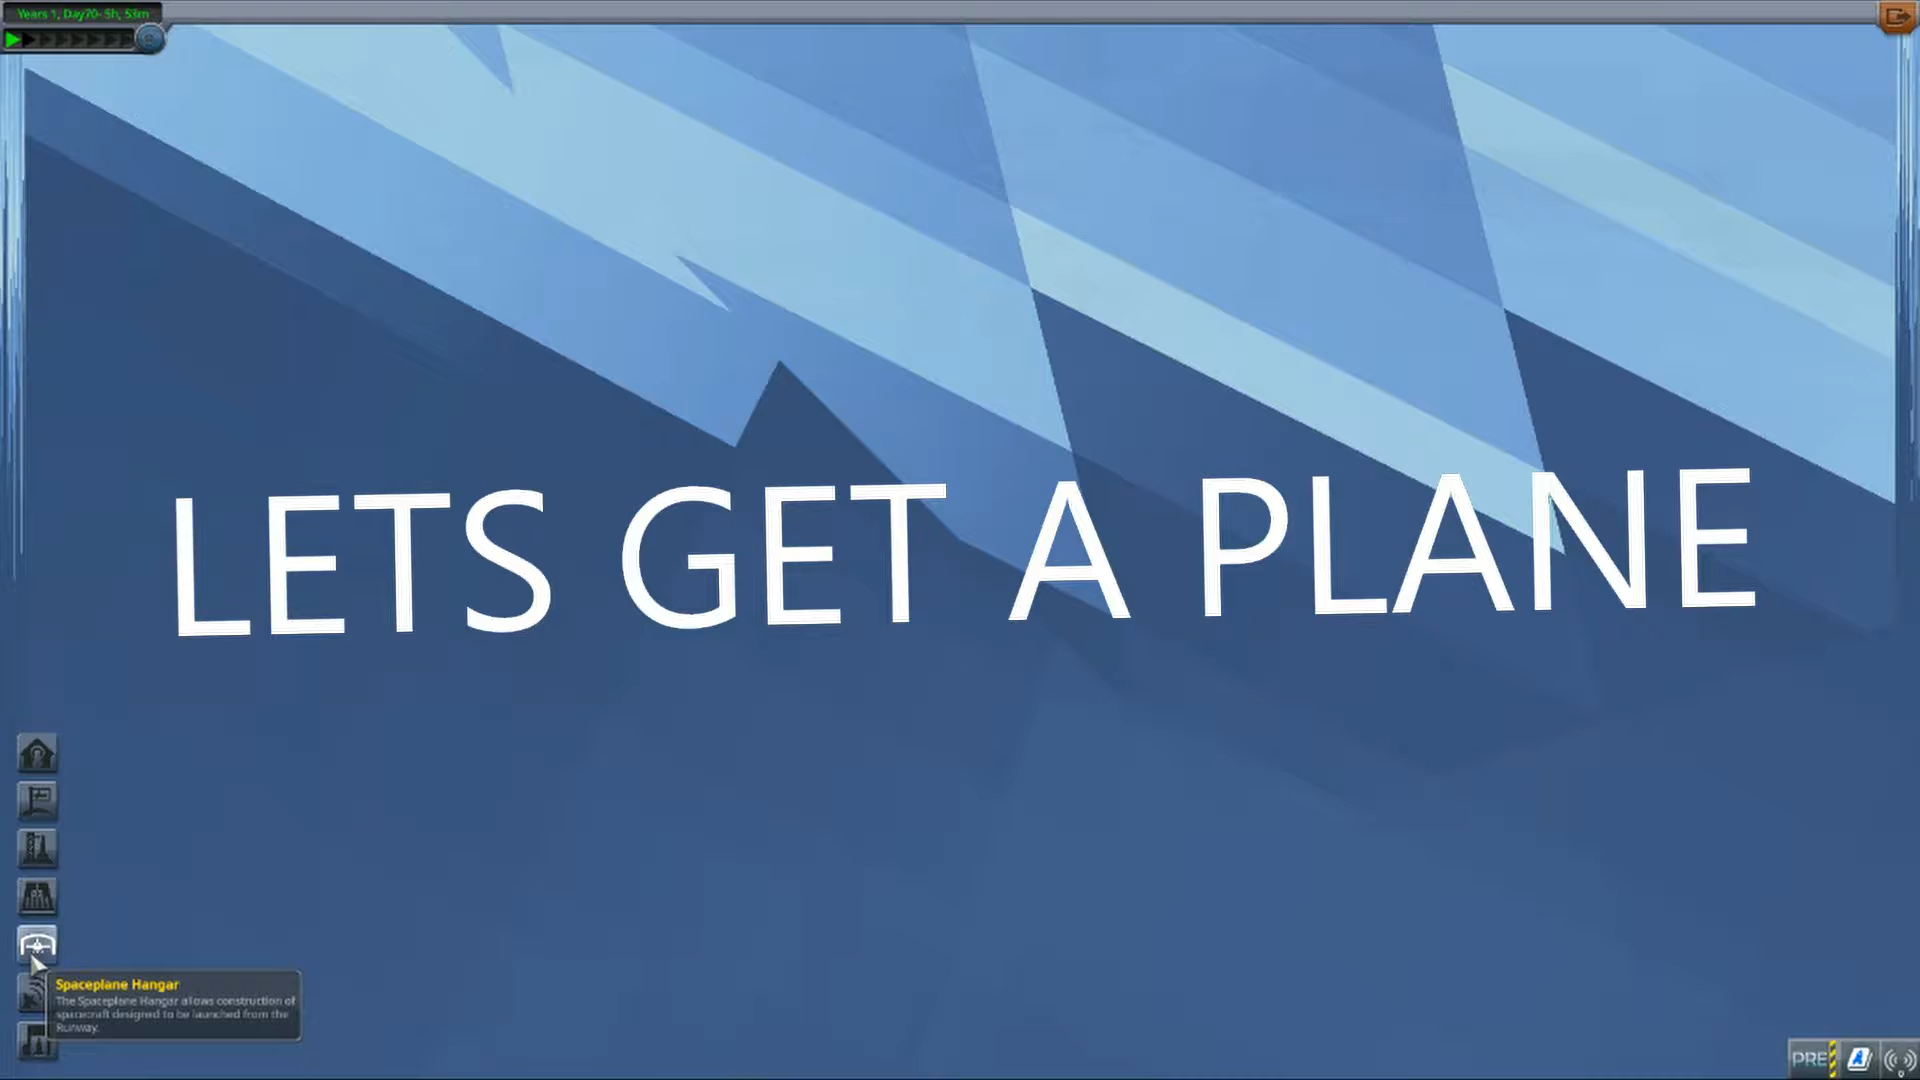 Years 1, Day70- 5h, 53m
LETS GET A PLANE
Spaceplane Hangar
The Spaceplane Hangar allows construction of
spacecraft designed to be launched from the
Runway.
PRE